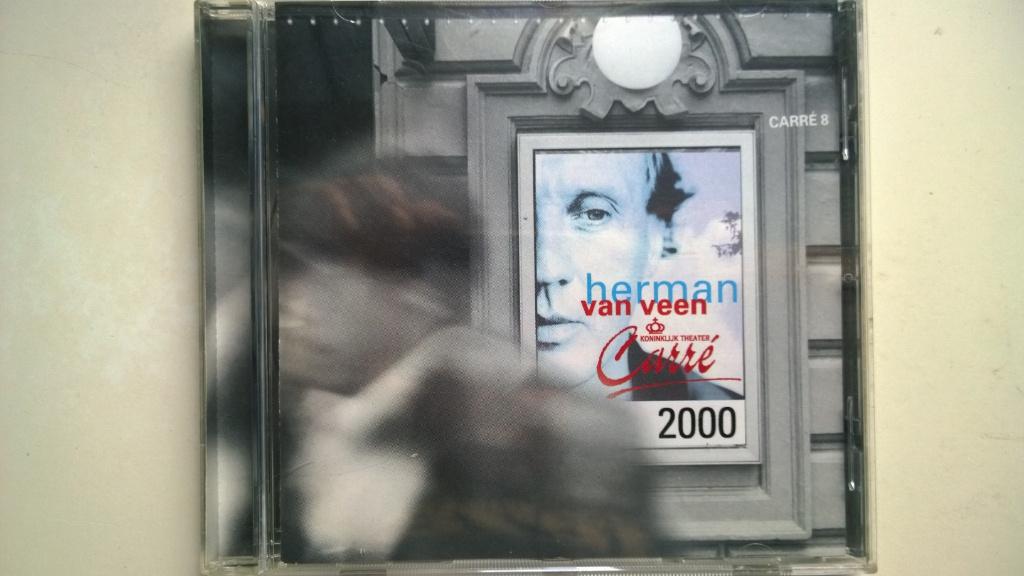 CARRÉ 8
herman
van veen
KONINKLIJK THEATER
Carré
2000